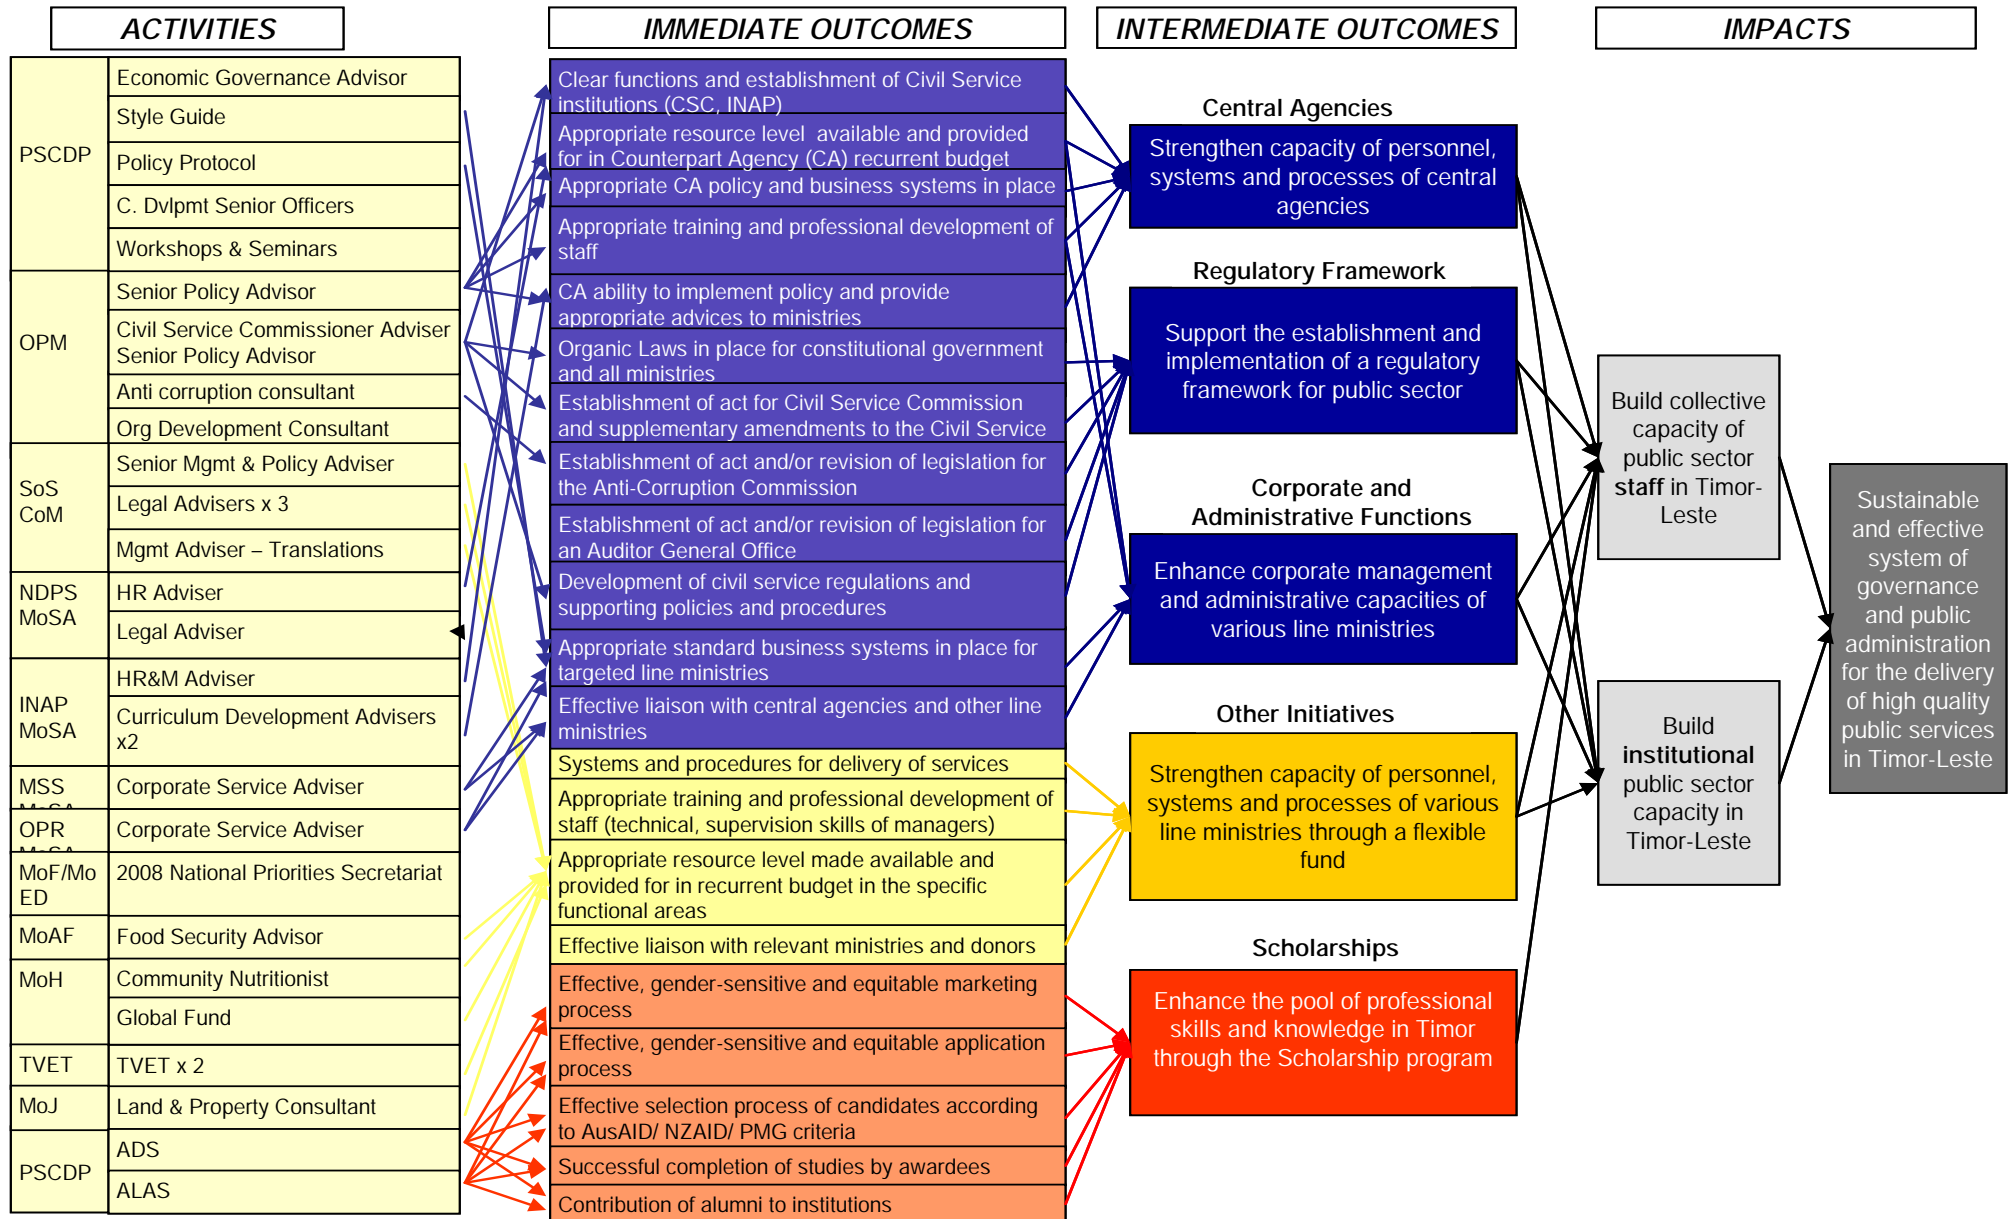 ACTIVITIES
IMMEDIATE OUTCOMES
INTERMEDIATE OUTCOMES
IMPACTS
PSCDP
Economic Governance Advisor
Style Guide
Policy Protocol
C. Dvlpmt Senior Officers
Workshops & Seminars
OPM
Senior Policy Advisor
Civil Service Commissioner Adviser
Senior Policy Advisor
Anti corruption consultant
Org Development Consultant
SoS
CoM
Senior Mgmt & Policy Adviser
Legal Advisers x 3
Mgmt Adviser – Translations
NDPS
MoSA
HR Adviser
Legal Adviser
INAP
MoSA
HR&M Adviser
Curriculum Development Advisers
x2
MSS
MoSA
Corporate Service Adviser
OPR
MoSA
Corporate Service Adviser
MoF/Mo
ED
2008 National Priorities Secretariat
MoAF
Food Security Advisor
MoH
Community Nutritionist
Global Fund
TVET
TVET x 2
MoJ
Land & Property Consultant
PSCDP
ADS
ALAS
Clear functions and establishment of Civil Service
institutions (CSC, INAP)
Appropriate resource level available and provided
for in Counterpart Agency (CA) recurrent budget
Appropriate CA policy and business systems in place
Appropriate training and professional development of
staff
CA ability to implement policy and provide
appropriate advices to ministries
Organic Laws in place for constitutional government
and all ministries
Establishment of act for Civil Service Commission
and supplementary amendments to the Civil Service
Establishment of act and/or revision of legislation for
the Anti-Corruption Commission
Establishment of act and/or revision of legislation for
an Auditor General Office
Development of civil service regulations and
supporting policies and procedures
Appropriate standard business systems in place for
targeted line ministries
Effective liaison with central agencies and other line
ministries
Systems and procedures for delivery of services
Appropriate training and professional development of
staff (technical, supervision skills of managers)
Appropriate resource level made available and
provided for in recurrent budget in the specific
functional areas
Effective liaison with relevant ministries and donors
Effective, gender-sensitive and equitable marketing
process
Effective, gender-sensitive and equitable application
process
Effective selection process of candidates according
to AusAID/ NZAID/ PMG criteria
Successful completion of studies by awardees
Contribution of alumni to institutions
Central Agencies
Strengthen capacity of personnel,
systems and processes of central
agencies
Regulatory Framework
Support the establishment and
implementation of a regulatory
framework for public sector
Corporate and
Administrative Functions
Enhance corporate management
and administrative capacities of
various line ministries
Other Initiatives
Strengthen capacity of personnel,
systems and processes of various
line ministries through a flexible
fund
Scholarships
Enhance the pool of professional
skills and knowledge in Timor
through the Scholarship program
Build collective
capacity of
public sector
staff in Timor-
Leste
Build
institutional
public sector
capacity in
Timor-Leste
Sustainable
and effective
system of
governance
and public
administration
for the delivery
of high quality
public services
in Timor-Leste